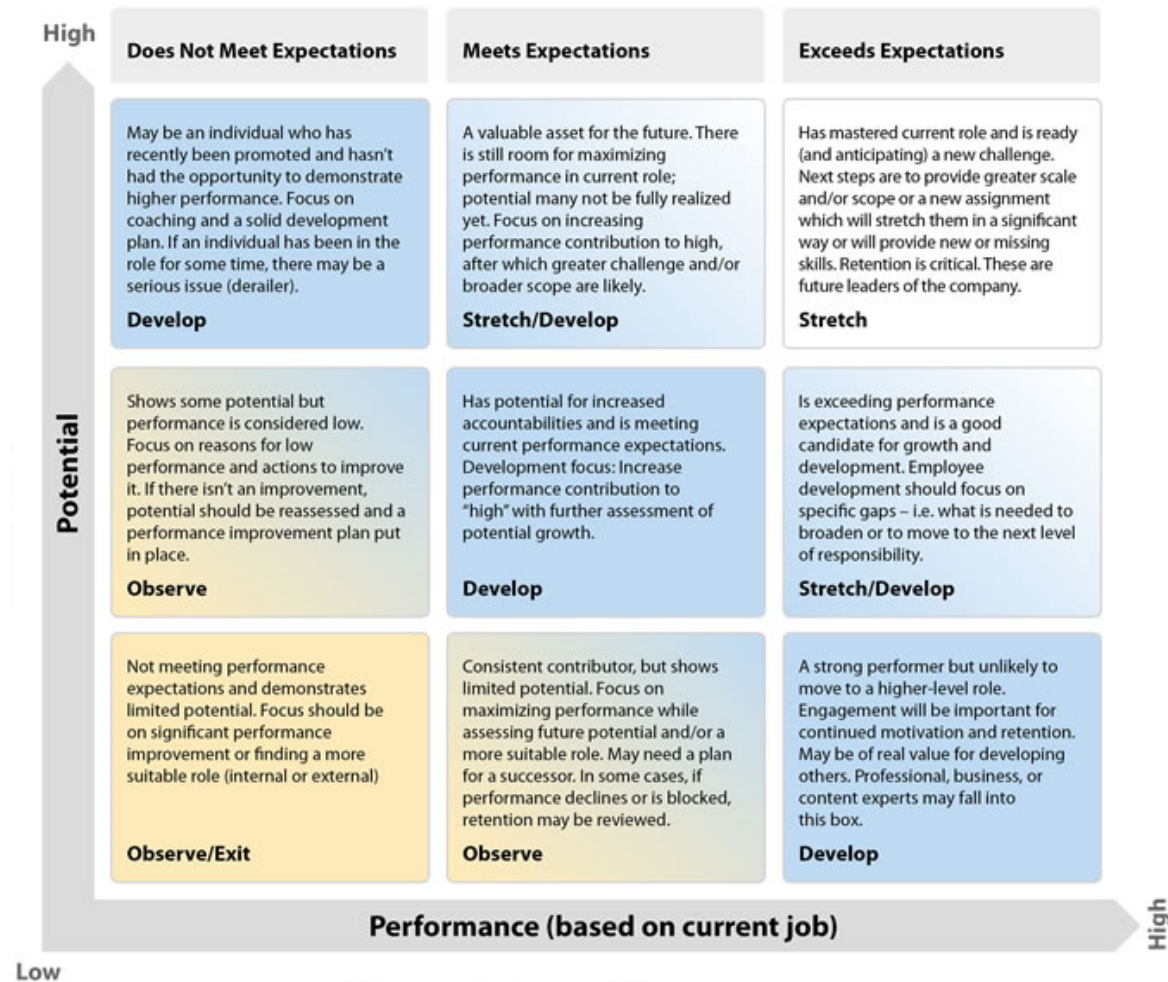 High
Does Not Meet Expectations
Meets Expectations
Exceeds Expectations
May be an individual who has
recently been promoted and hasn't
had the opportunity to demonstrate
higher performance. Focus on
coaching and a solid development
plan. If an individual has been in the
role for some time, there may be a
serious issue (derailer).
Develop
A valuable asset for the future. There
is still room for maximizing
performance in current role;
potential many not be fully realized
yet. Focus on increasing
performance contribution to high,
after which greater challenge and/or
broader scope are likely.
Stretch/Develop
Has mastered current role and is ready
(and anticipating) a new challenge.
Next steps are to provide greater scale
and/or scope or a new assignment
which will stretch them in a significant
way or will provide new or missing
skills. Retention is critical. These are
future leaders of the company.
Stretch
Potential
Shows some potential but
performance is considered low.
Focus on reasons for low
performance and actions to improve
it. If there isn't an improvement,
potential should be reassessed and a
performance improvement plan put
in place.
Observe
Has potential for increased
accountabilities and is meeting
current performance expectations.
Development focus: Increase
performance contribution to
"high" with further assessment of
potential growth.
Develop
Is exceeding performance
expectations and is a good
candidate for growth and
development. Employee
development should focus on
specific gaps – i.e. what is needed to
broaden or to move to the next level
of responsibility.
Stretch/Develop
Not meeting performance
expectations and demonstrates
limited potential. Focus should be
on significant performance
improvement or finding a more
suitable role (internal or external)
Observe/Exit
Consistent contributor, but shows
limited potential. Focus on
maximizing performance while
assessing future potential and/or a
more suitable role. May need a plan
for a successor. In some cases, if
performance declines or is blocked,
retention may be reviewed.
Observe
A strong performer but unlikely to
move to a higher-level role.
Engagement will be important for
continued motivation and retention.
May be of real value for developing
others. Professional, business, or
content experts may fall into
this box.
Develop
Performance (based on current job)
High
Low